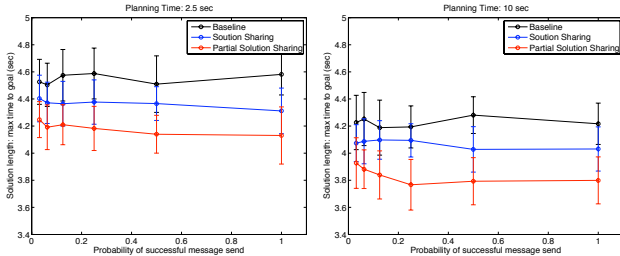 Planning Time: 2.5 sec
5
4.8
4.6
4.4
4.2
4
3.8
3.6
3.4
Solution length: max time to goal (sec)
Baseline
Soution Sharing
Partial Solution Sharing
0
0.2
0.4
0.6
0.8
1
Probability of successful message send
Planning Time: 10 sec
5
4.8
4.6
4.4
4.2
4
3.8
3.6
3.4
Solution length: max time to goal (sec)
Baseline
Solution Sharing
Partial Solution Sharing
0
0.2
0.4
0.6
0.8
1
Probability of successful message send